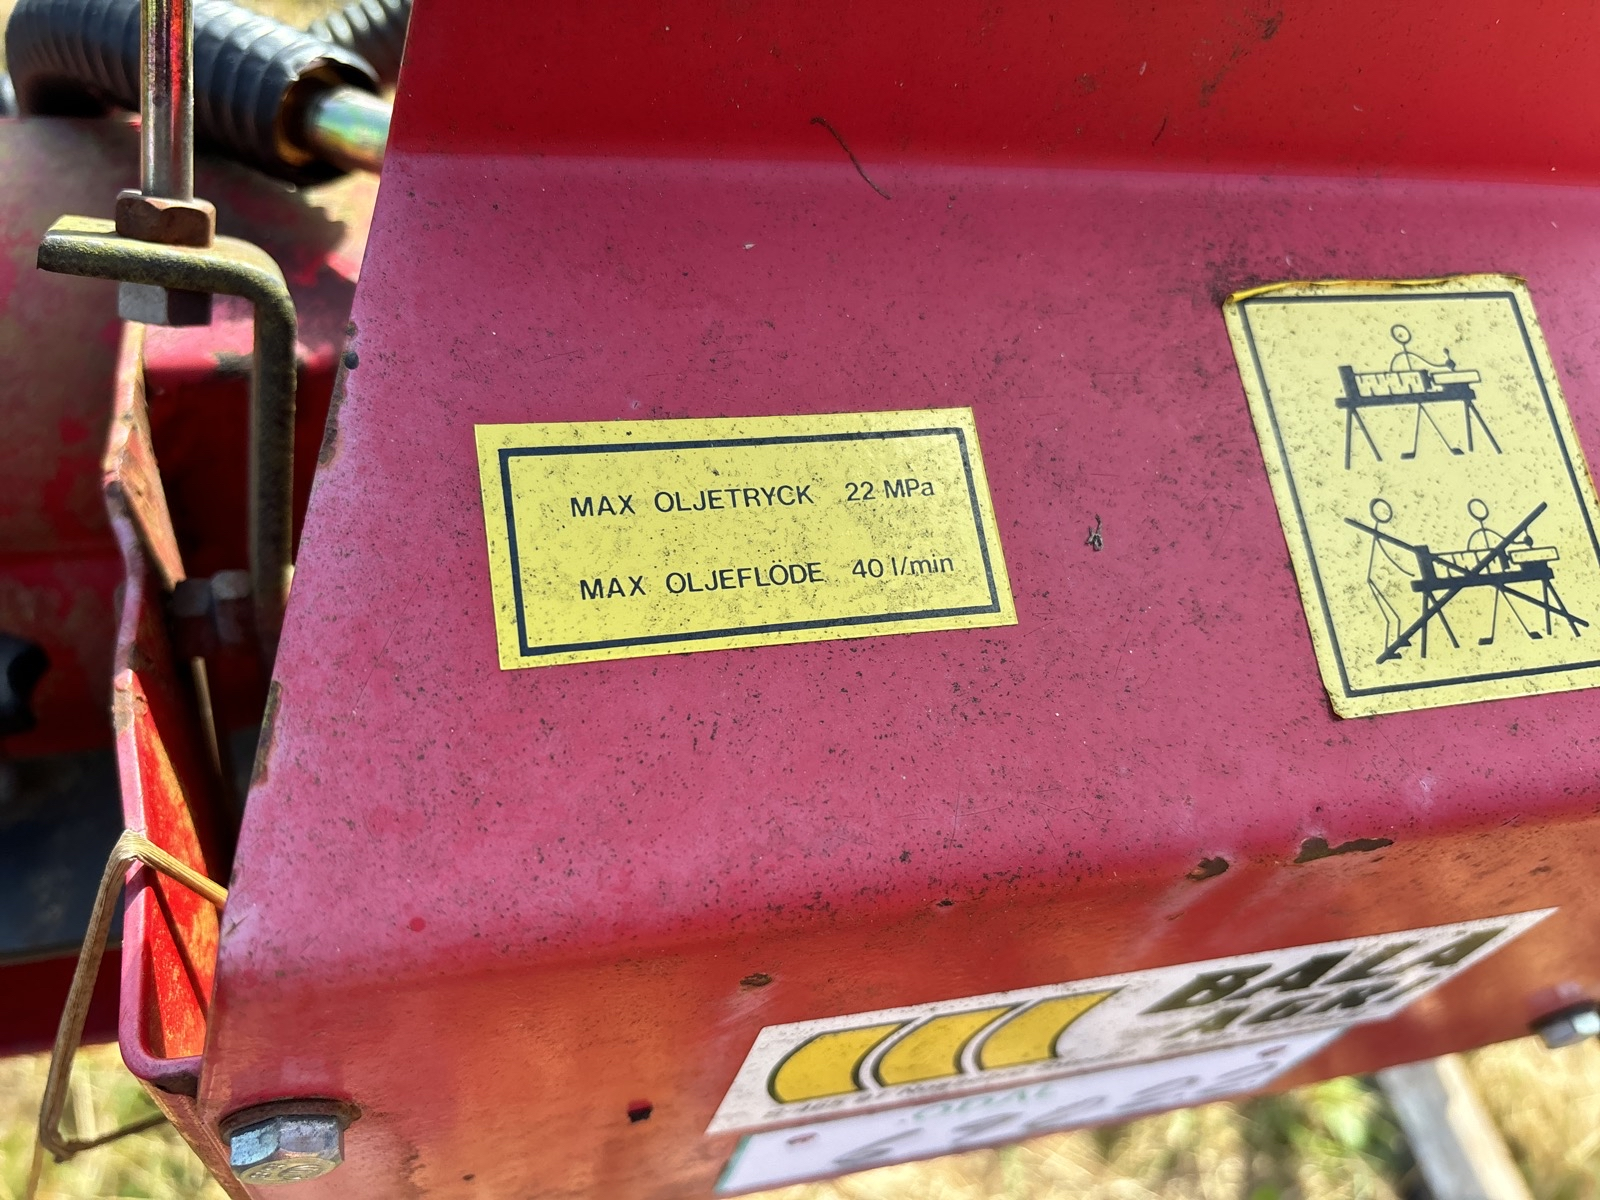 MAX OLJETRYCK 22 MPa
MAX OLJEFLÖDE 40 l/min
BALA
AGRI